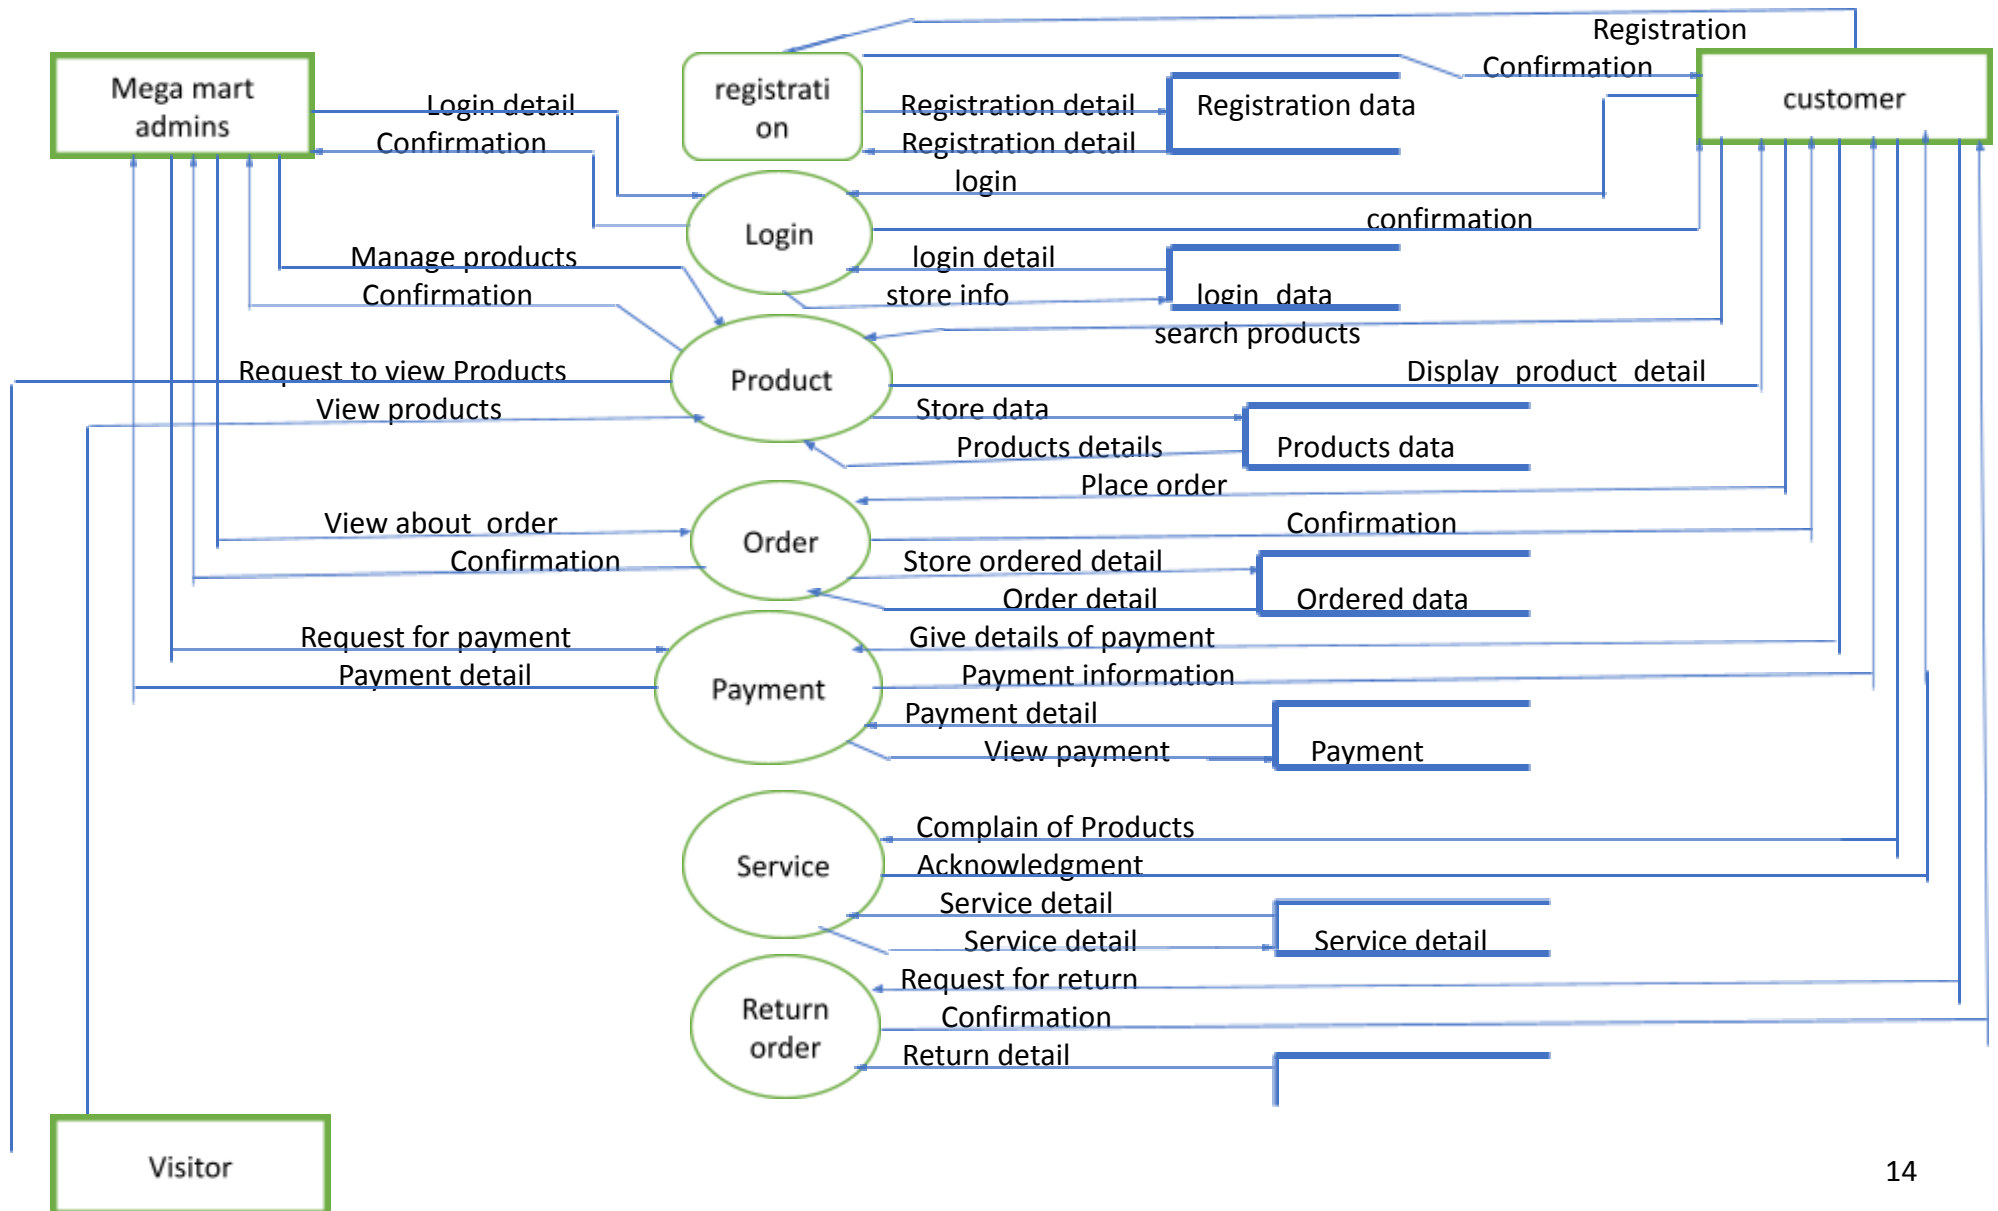 Registration
Confirmation
Mega mart
admins
registrati
on
customer
Login detail
Registration detail
Registration data
Confirmation
Registration detail
login
Login
confirmation
Manage products
login detail
Confirmation
store info
login data
search products
Request to view Products
Product
Display product detail
View products
Store data
Products details
Products data
Place order
View about order
Order
Confirmation
Confirmation
Store ordered detail
Order detail
Ordered data
Request for payment
Give details of payment
Payment detail
Payment
Payment information
Payment detail
View payment
Payment
Complain of Products
Service
Acknowledgment
Service detail
Service detail
Service detail
Request for return
Return
order
Confirmation
Return detail
Visitor
14